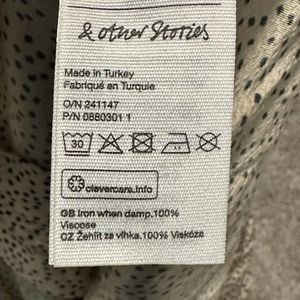 & other Stories
Made in Turkey
Fabriqué en Turquie
O/N 241147
P/N 0880301 1
30
clevercare.info
GB Iron when damp,100%
Viscose
CZ Žehlit za vlhka,100% Viskóza